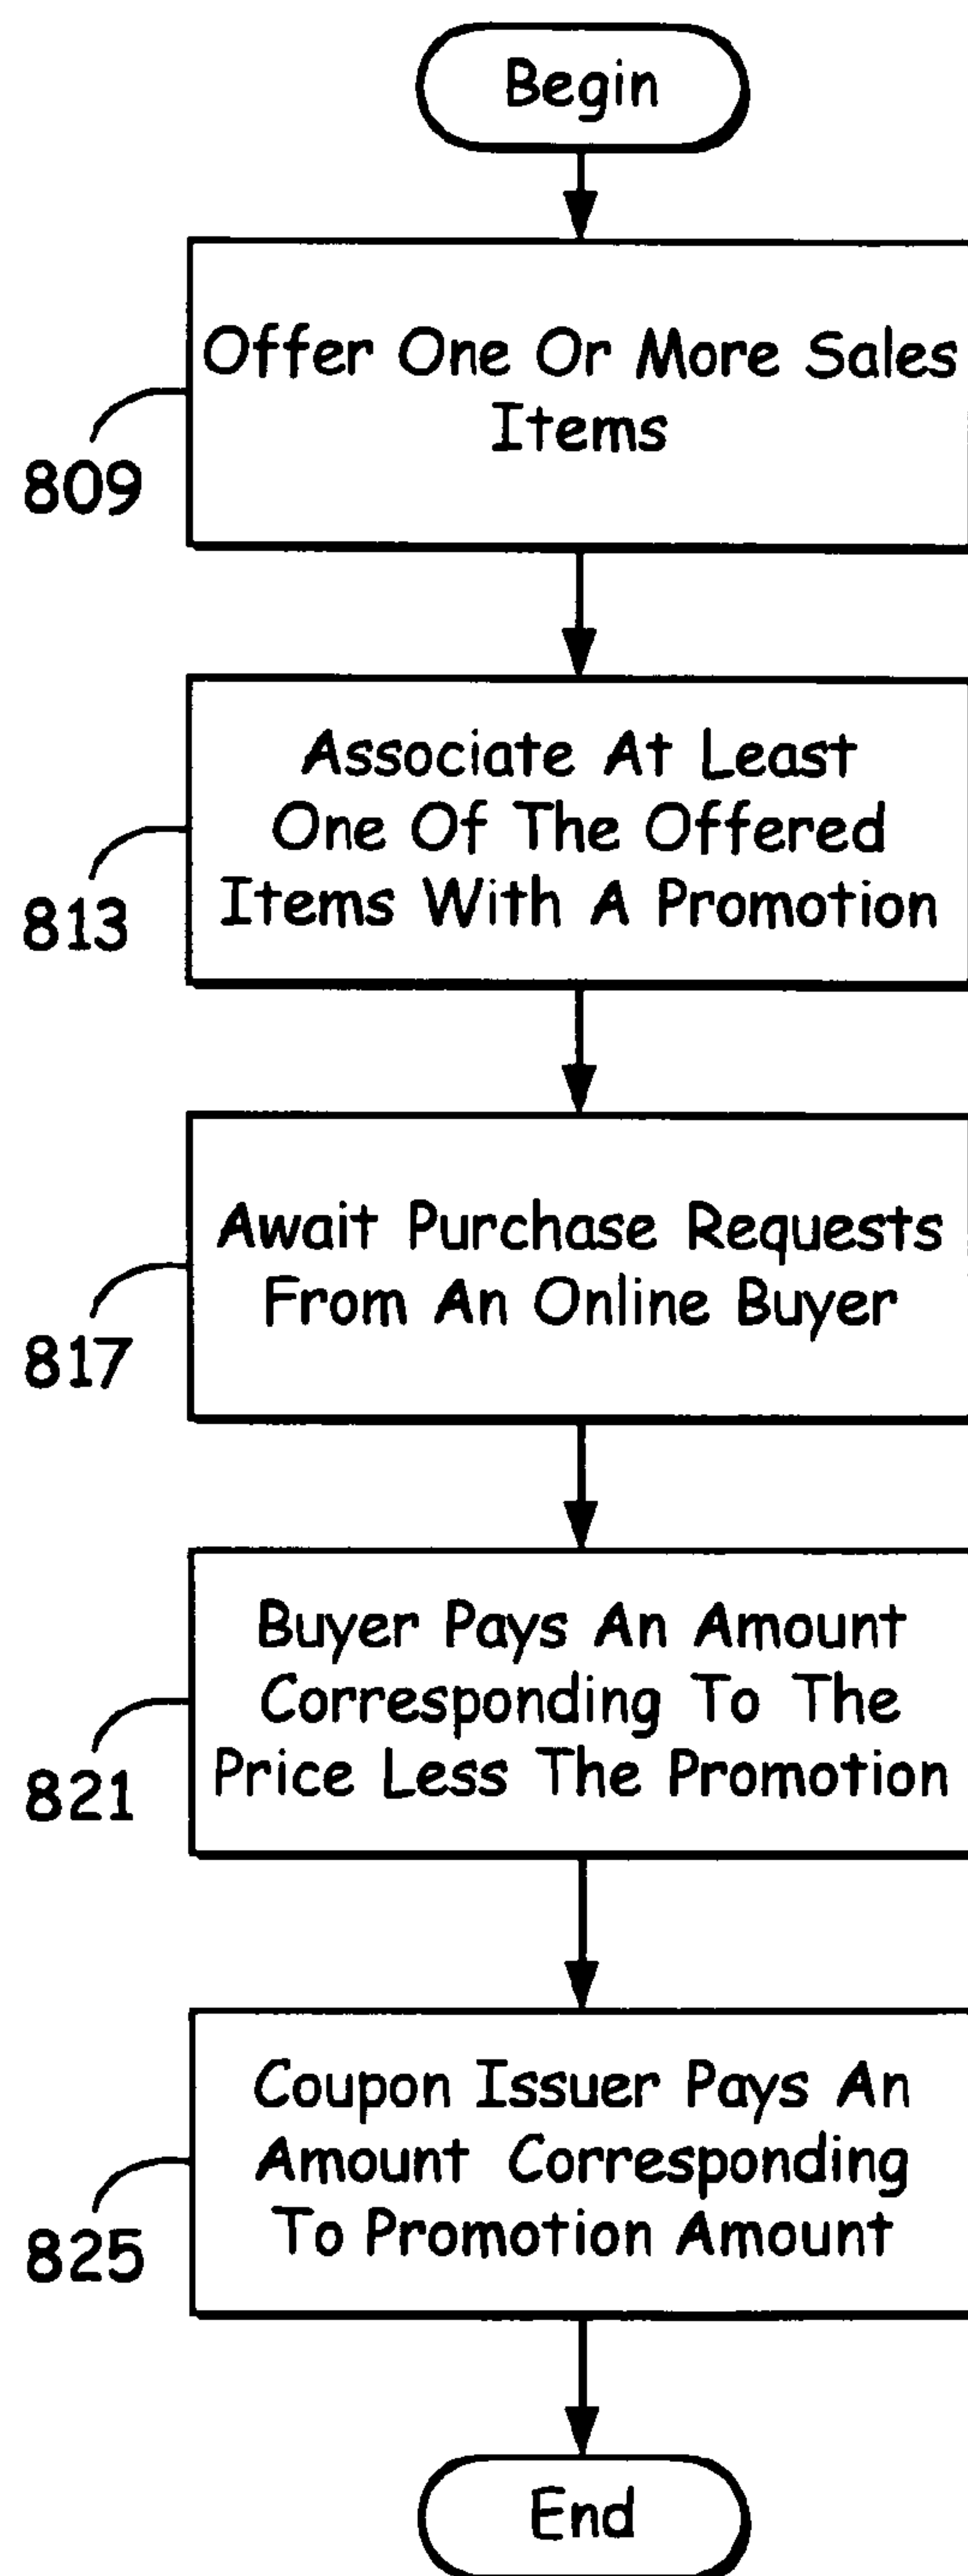 Begin
Offer One Or More Sales
Items
809
Associate At Least
One Of The Offered
Items With A Promotion
813
Await Purchase Requests
From An Online Buyer
817
Buyer Pays An Amount
Corresponding To The
Price Less The Promotion
821
Coupon Issuer Pays An
Amount Corresponding
To Promotion Amount
825
End